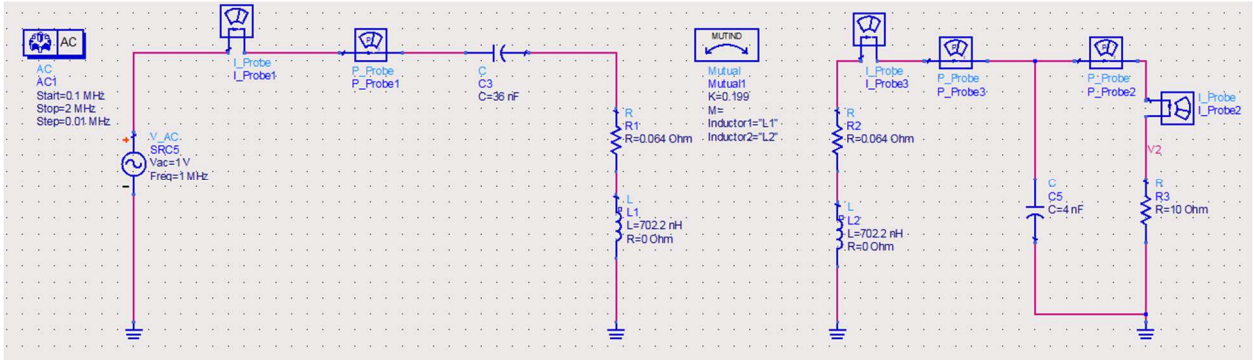 AC
AC
AC1
Start=0.1 MHz
Stop=2 MHz
Step=0.01 MHz
V_AC
SRC5
Vac=1 V
Freq=1 MHz
I_Probe
I_Probe1
P_Probe
P_Probe1
C
C3
C=36 nF
R
R1
R=0.064 Ohm
L
L1
L=702.2 nH
R=0 Ohm
MUTIND
Mutual
Mutual1
K=0.199
M=
Inductor1="L1"
Inductor2="L2"
I_Probe
I_Probe3
P_Probe
P_Probe3
P_Probe
P_Probe2
I_Probe
I_Probe2
R
R2
R=0.064 Ohm
L
L2
L=702.2 nH
R=0 Ohm
V2
C
C5
C=4 nF
R
R3
R=10 Ohm